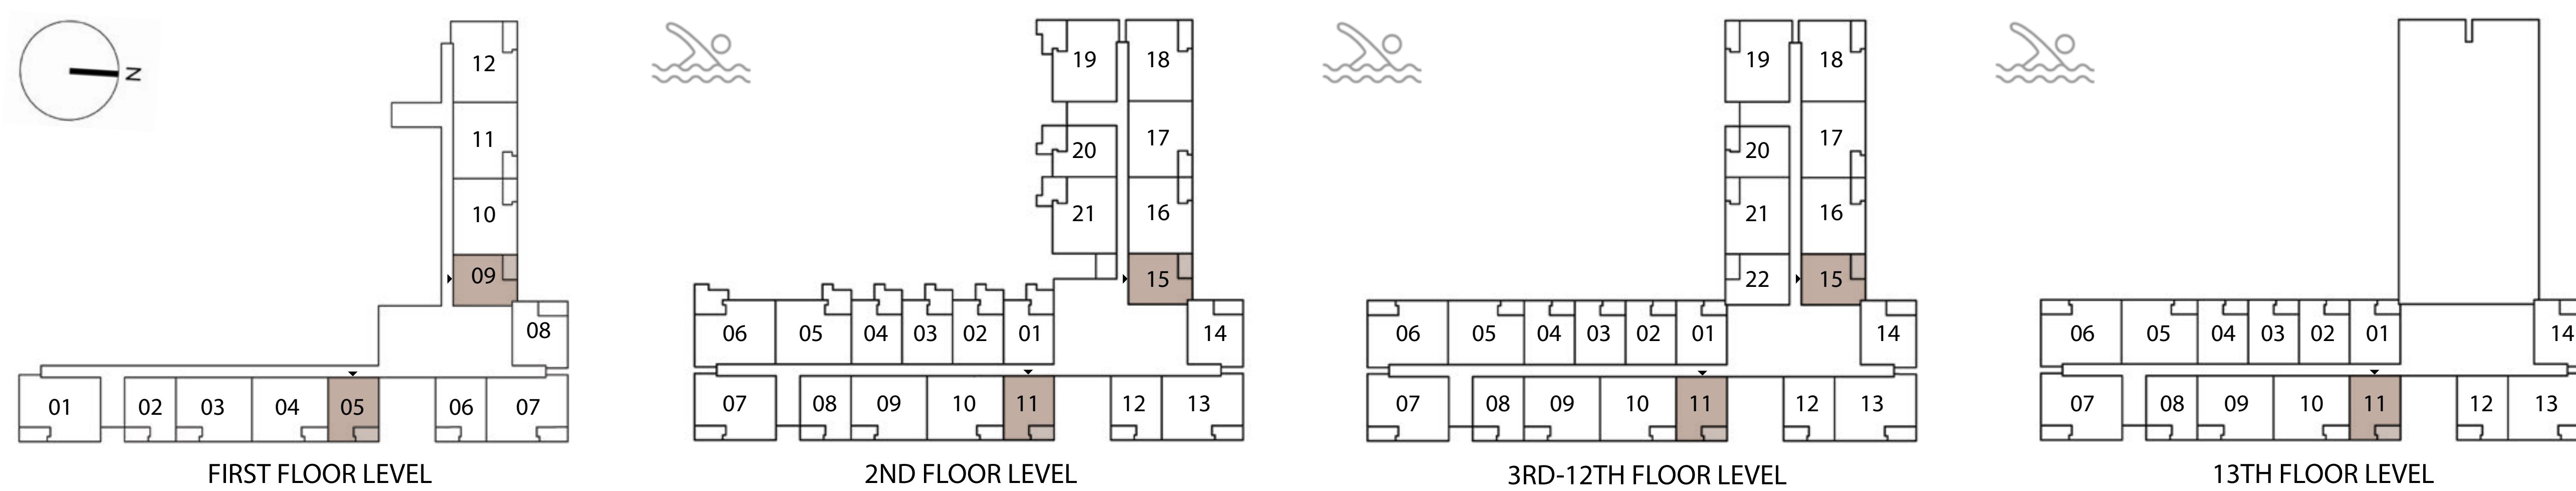 N
12
11
10
09
08
01 02 03 04 05 06 07
FIRST FLOOR LEVEL
19 18
17
20
21 16
15
06 05 04 03 02 01 14
07 08 09 10 11 12 13
2ND FLOOR LEVEL
19 18
17
20
21 16
22 15
06 05 04 03 02 01 14
07 08 09 10 11 12 13
3RD-12TH FLOOR LEVEL
06 05 04 03 02 01 14
07 08 09 10 11 12 13
13TH FLOOR LEVEL